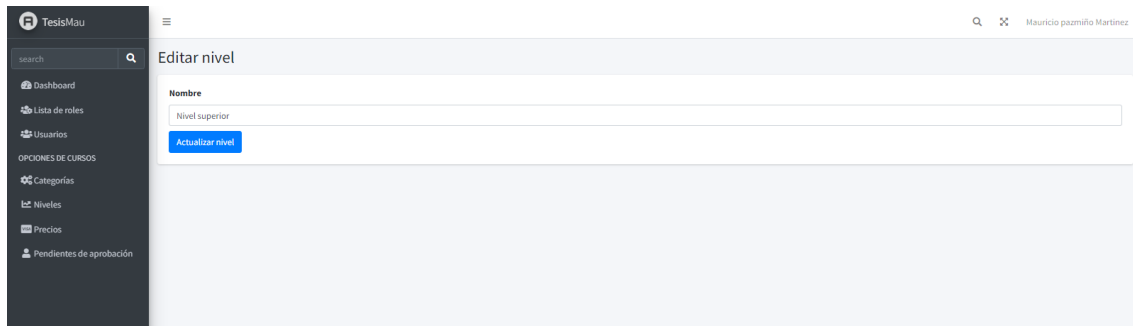 TesisMau
Mauricio pazmiño Martinez
search
Editar nivel
Dashboard
Nombre
Lista de roles
Nivel superior
Usuarios
Actualizar nivel
OPCIONES DE CURSOS
Categorías
Niveles
Precios
Pendientes de aprobación